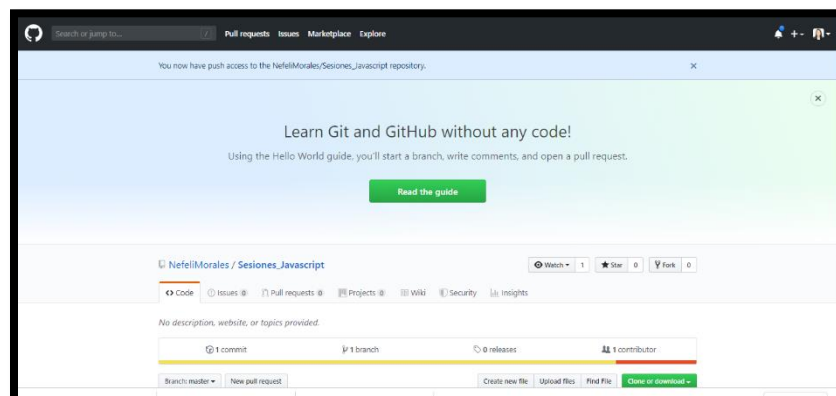 Search or jump to... / Pull requests Issues Marketplace Explore
You now have push access to the NefeliMorales/Sesiones_Javascript repository.
Learn Git and GitHub without any code!
Using the Hello World guide, you'll start a branch, write comments, and open a pull request.
Read the guide
NefeliMorales / Sesiones_Javascript Watch 1 Star 0 Fork 0
Code Issues 0 Pull requests 0 Projects 0 Wiki Security Insights
No description, website, or topics provided.
1 commit 1 branch 0 releases 1 contributor
Branch: master New pull request Create new file Upload files Find File Clone or download